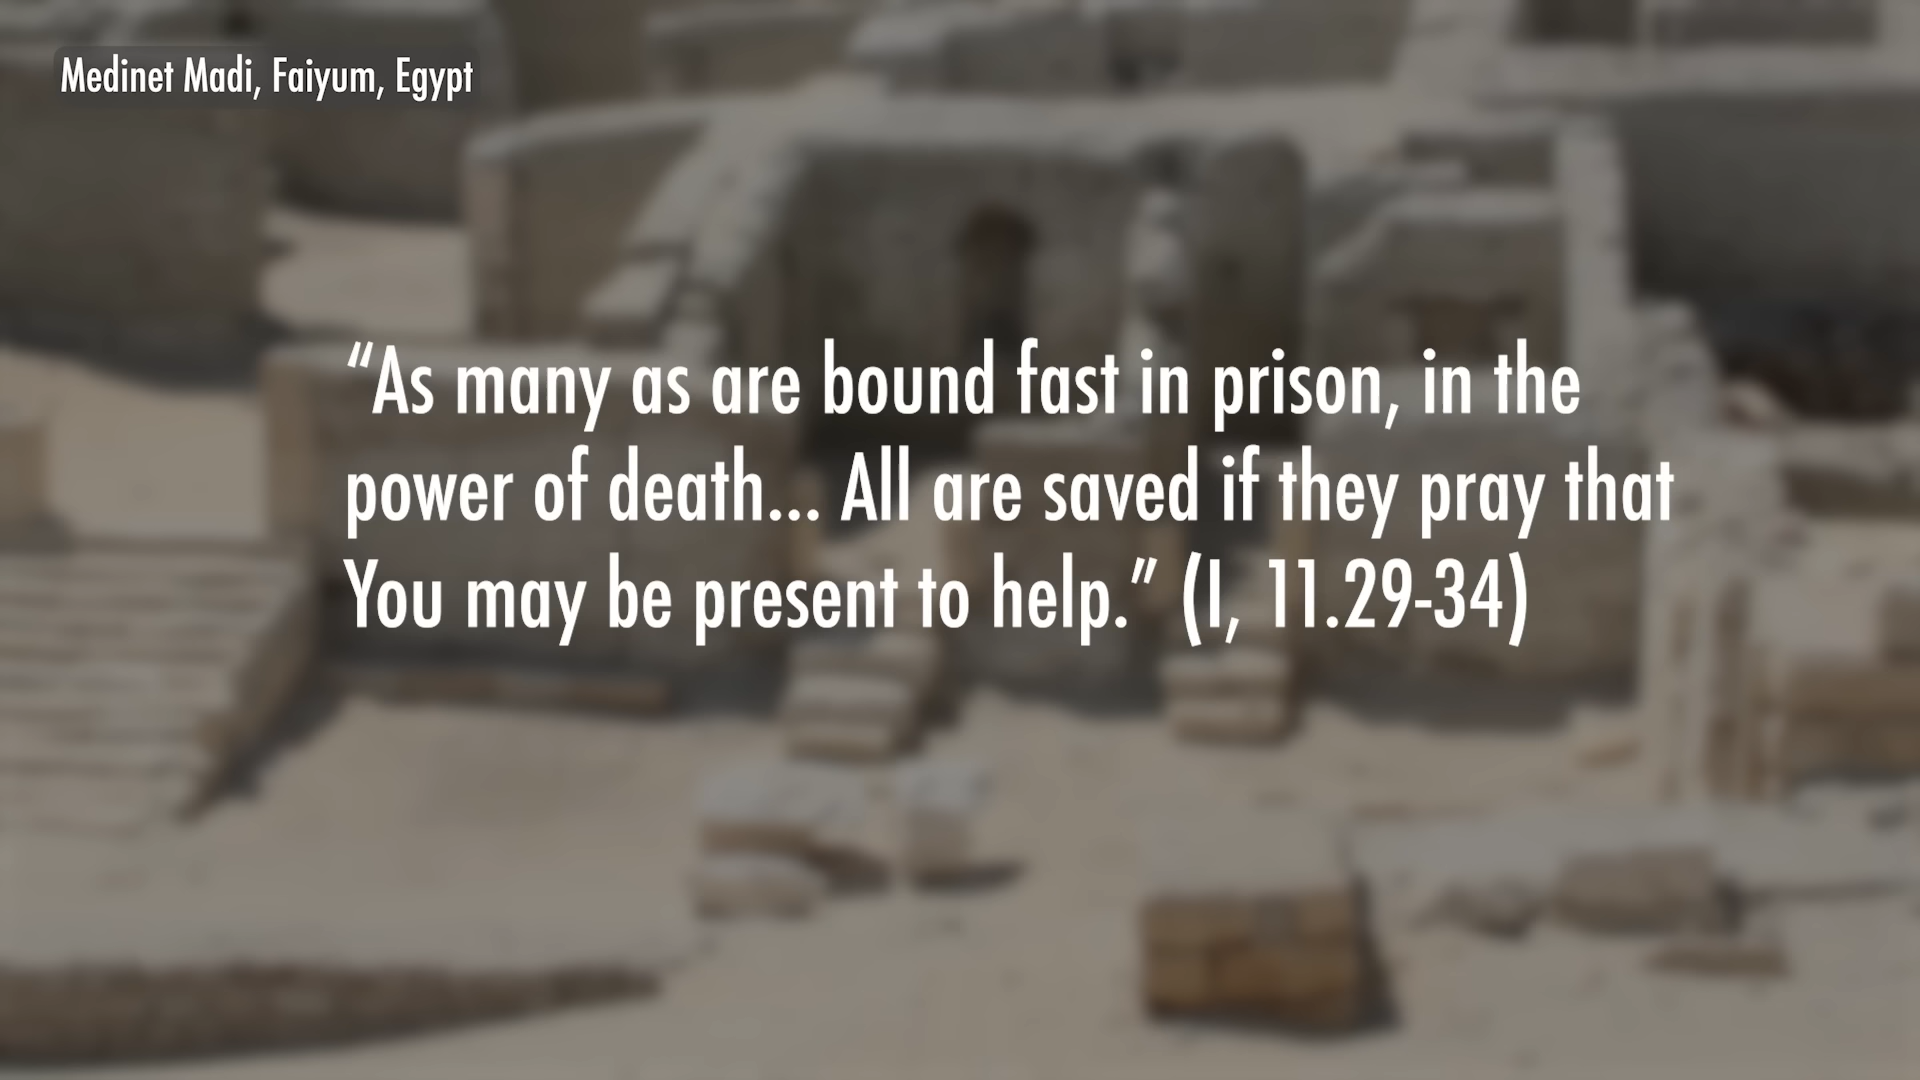 Medinet Madi, Faiyum, Egypt
“As many as are bound fast in prison, in the
power of death... All are saved if they pray that
You may be present to help.” (I, 11.29-34)